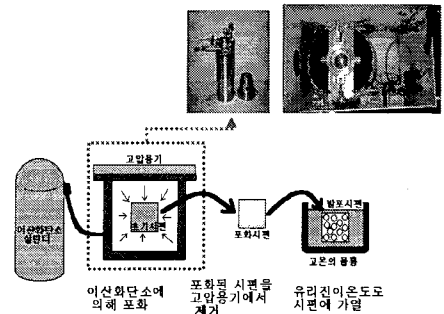 고압용기
초기시편
이산화탄소
실린더
포화시편
발포시편
고온의 물통
이산화탄소에
의해 포화
포화된 시편을
고압용기에서
제거
유리전이온도로
시편에 가열